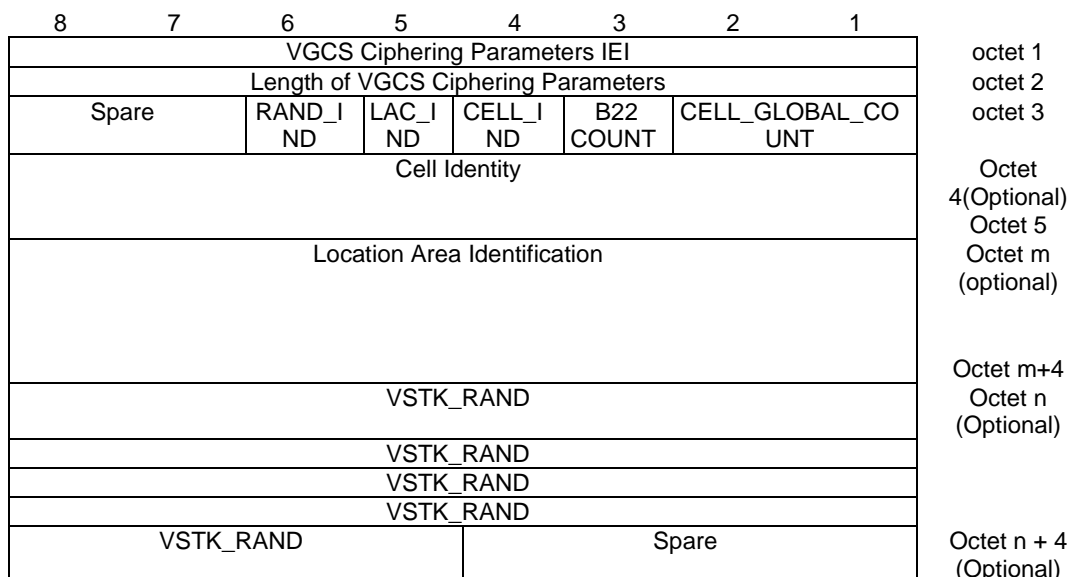 8 7 6 5 4 3 2 1
VGCS Ciphering Parameters IEI octet 1
Length of VGCS Ciphering Parameters octet 2
Spare RAND_I LAC_I CELL_I B22 CELL_GLOBAL_CO octet 3
ND ND ND COUNT UNT
Cell Identity Octet
4(Optional)
Octet 5
Location Area Identification Octet m
(optional)
Octet m+4
VSTK_RAND Octet n
(Optional)
VSTK_RAND
VSTK_RAND
VSTK_RAND
VSTK_RAND Spare Octet n + 4
(Optional)